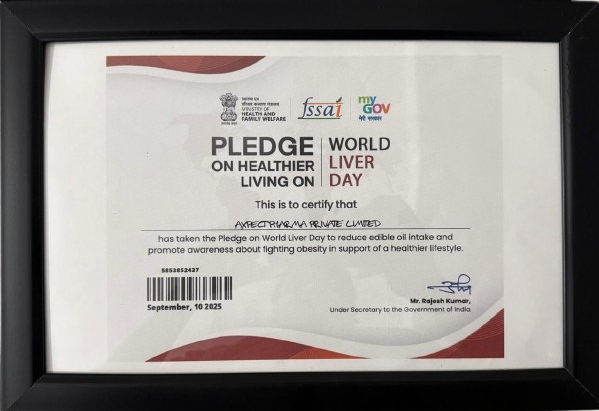 भारत सरकार
MINISTRY OF
HEALTH AND
FAMILY WELFARE
fssai
my
GOV
मेरी सरकार
PLEDGE
ON HEALTHIER
LIVING ON
WORLD
LIVER
DAY
This is to certify that
AXPECTPHARMA PRIVATE LIMITED
has taken the Pledge on World Liver Day to reduce edible oil intake and
promote awareness about fighting obesity in support of a healthier lifestyle.
5853852427
September, 10 2025
Mr. Rajesh Kumar,
Under Secretary to the Government of India